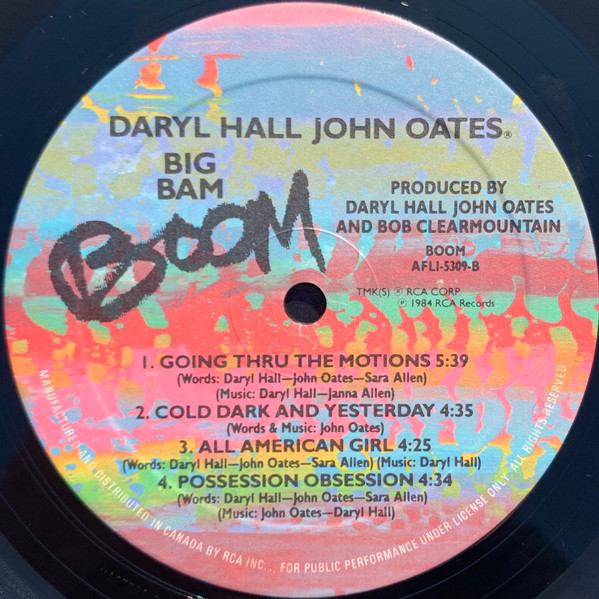 DARYL HALL JOHN OATES®
BIG
BAM
BOOM
PRODUCED BY
DARYL HALL JOHN OATES
AND BOB CLEARMOUNTAIN
BOOM
AFL1-5309-B
TMK(S) ® RCA CORP
℗ 1984 RCA Records
1. GOING THRU THE MOTIONS 5:39
(Words: Daryl Hall—John Oates—Sara Allen)
(Music: Daryl Hall—Janna Allen)
2. COLD DARK AND YESTERDAY 4:35
(Words & Music: John Oates)
3. ALL AMERICAN GIRL 4:25
(Words: Daryl Hall—John Oates—Sara Allen) (Music: Daryl Hall)
4. POSSESSION OBSESSION 4:34
(Words: Daryl Hall—John Oates—Sara Allen)
(Music: John Oates—Daryl Hall)
MANUFACTURED AND DISTRIBUTED IN CANADA BY RCA INC... FOR PUBLIC PERFORMANCE UNDER LICENSE ONLY. ALL RIGHTS RESERVED